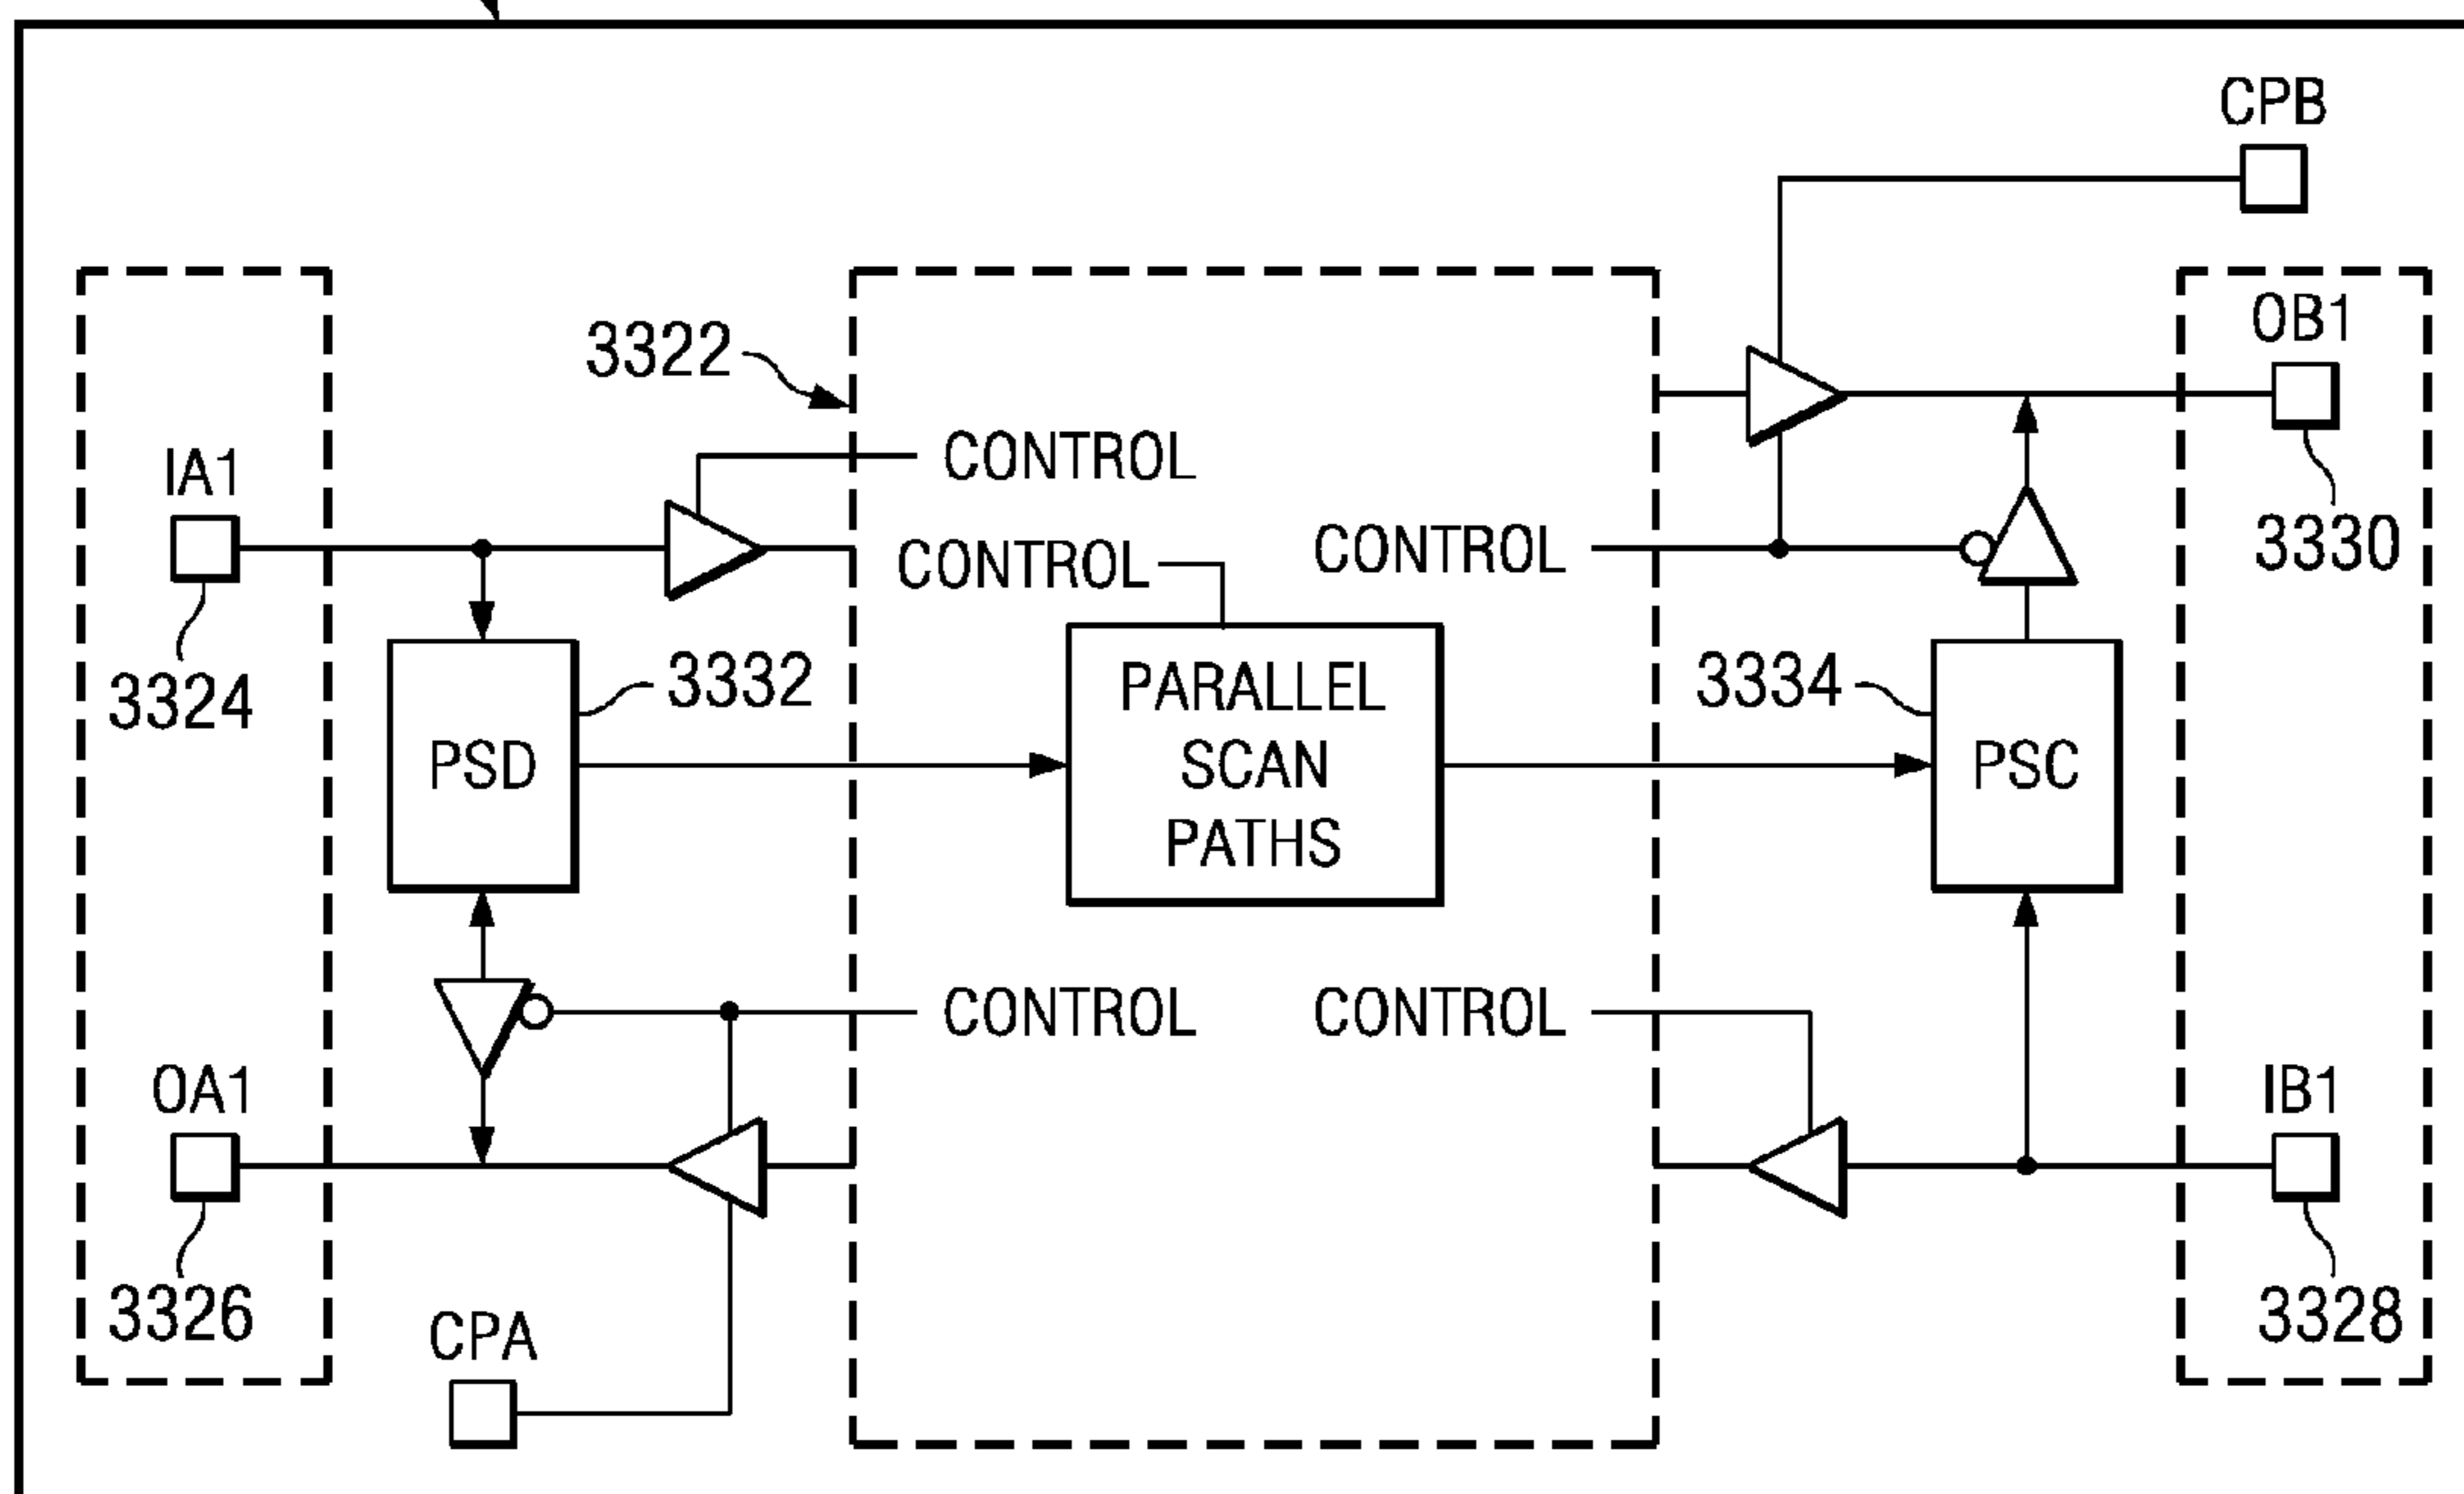 CPB
OB1
3322
CONTROL
IA1
CONTROL
CONTROL
3330
3324
3332
PARALLEL
SCAN
PATHS
3334
PSD
PSC
CONTROL
CONTROL
OA1
IB1
3326
CPA
3328